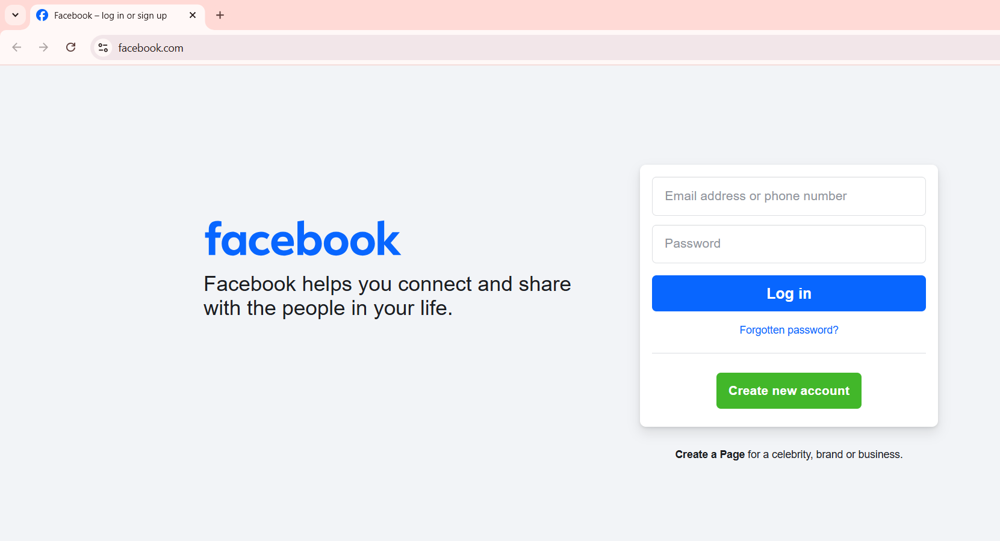 Facebook – log in or sign up
facebook.com
facebook
Facebook helps you connect and share
with the people in your life.
Email address or phone number
Password
Log in
Forgotten password?
Create new account
Create a Page for a celebrity, brand or business.